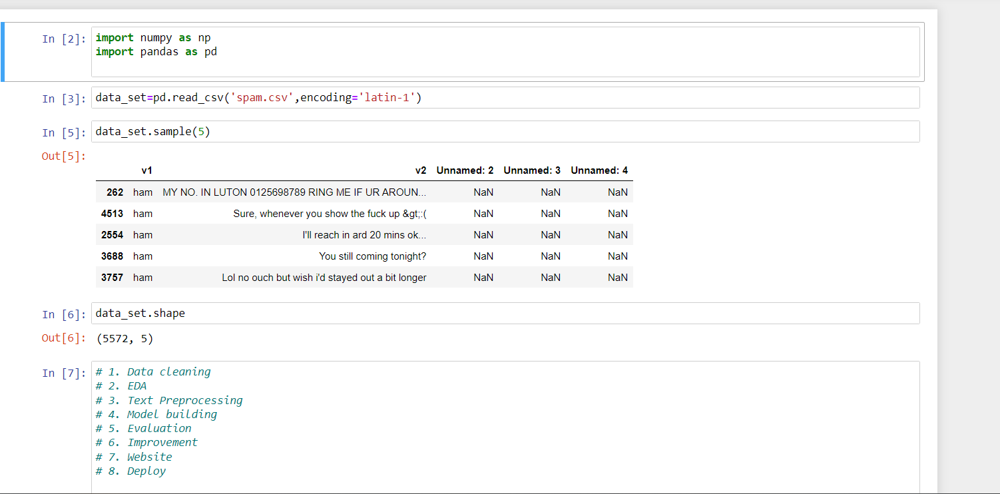 In [2]: import numpy as np
import pandas as pd
In [3]: data_set=pd.read_csv('spam.csv',encoding='latin-1')
In [5]: data_set.sample(5)
Out[5]:
v1 v2 Unnamed: 2 Unnamed: 3 Unnamed: 4
262 ham MY NO. IN LUTON 0125698789 RING ME IF UR AROUN... NaN NaN NaN
4513 ham Sure, whenever you show the fuck up &gt;:( NaN NaN NaN
2554 ham I'll reach in ard 20 mins ok... NaN NaN NaN
3688 ham You still coming tonight? NaN NaN NaN
3757 ham Lol no ouch but wish i'd stayed out a bit longer NaN NaN NaN
In [6]: data_set.shape
Out[6]: (5572, 5)
In [7]: # 1. Data cleaning
# 2. EDA
# 3. Text Preprocessing
# 4. Model building
# 5. Evaluation
# 6. Improvement
# 7. Website
# 8. Deploy